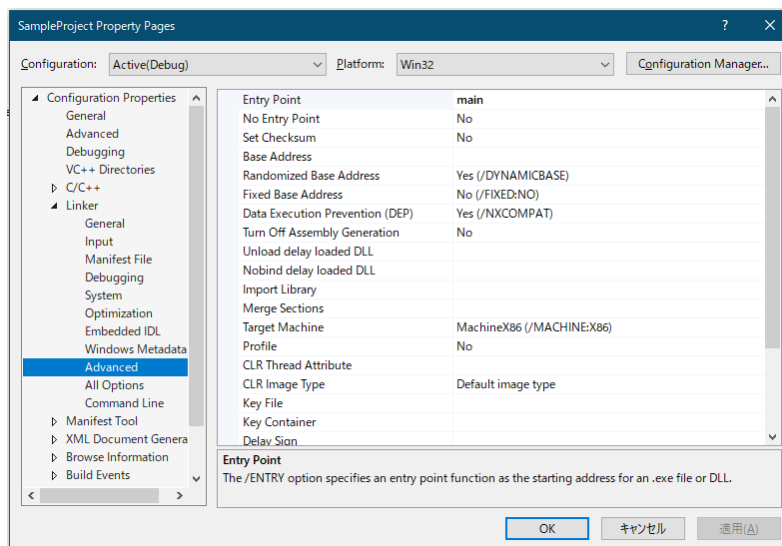 SampleProject Property Pages
? ×
Configuration: Active(Debug) Platform: Win32 Configuration Manager...
Configuration Properties
General
Advanced
Debugging
VC++ Directories
C/C++
Linker
General
Input
Manifest File
Debugging
System
Optimization
Embedded IDL
Windows Metadata
Advanced
All Options
Command Line
Manifest Tool
XML Document Genera
Browse Information
Build Events
Entry Point main
No Entry Point No
Set Checksum No
Base Address
Randomized Base Address Yes (/DYNAMICBASE)
Fixed Base Address No (/FIXED:NO)
Data Execution Prevention (DEP) Yes (/NXCOMPAT)
Turn Off Assembly Generation No
Unload delay loaded DLL
Nobind delay loaded DLL
Import Library
Merge Sections
Target Machine MachineX86 (/MACHINE:X86)
Profile No
CLR Thread Attribute
CLR Image Type Default image type
Key File
Key Container
Delay Sign
Entry Point
The /ENTRY option specifies an entry point function as the starting address for an .exe file or DLL.
OK キャンセル 適用(A)